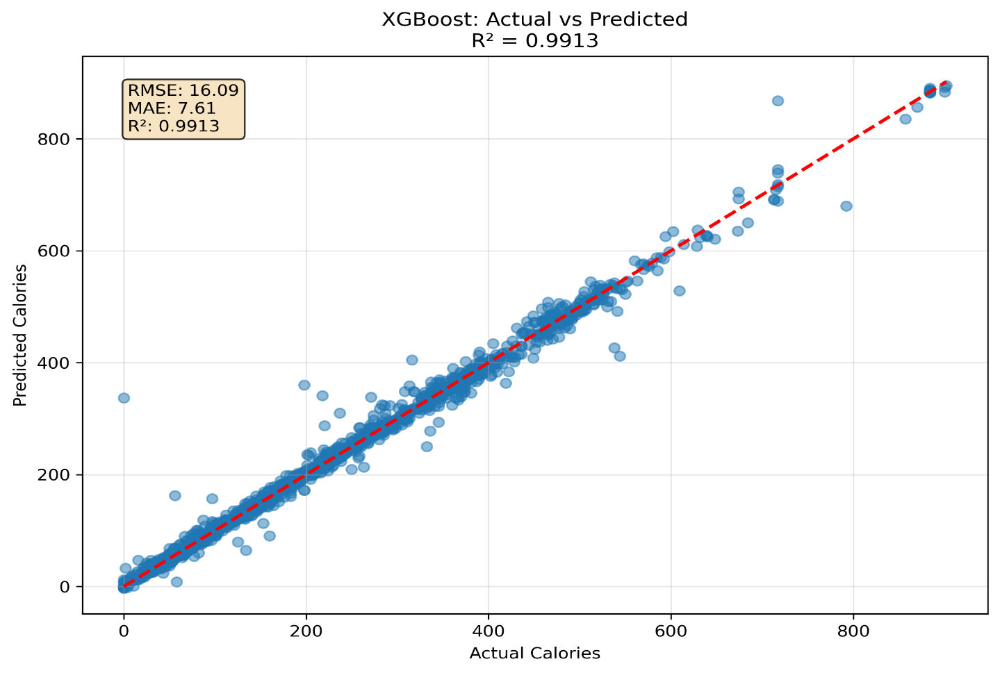 XGBoost: Actual vs Predicted
R² = 0.9913
RMSE: 16.09
MAE: 7.61
R²: 0.9913
Predicted Calories
800
600
400
200
0
0 200 400 600 800
Actual Calories